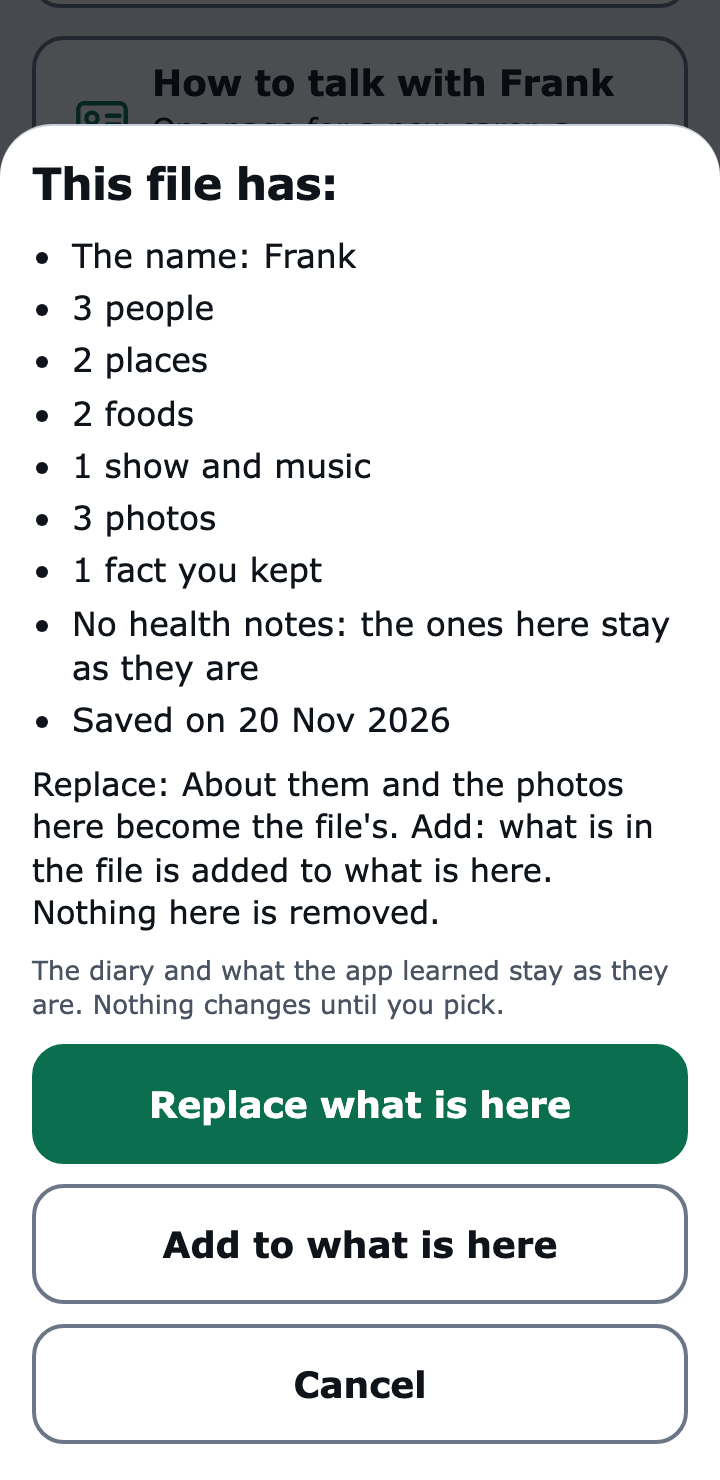 How to talk with Frank
This file has:
• The name: Frank
• 3 people
• 2 places
• 2 foods
• 1 show and music
• 3 photos
• 1 fact you kept
• No health notes: the ones here stay
as they are
• Saved on 20 Nov 2026
Replace: About them and the photos
here become the file's. Add: what is in
the file is added to what is here.
Nothing here is removed.
The diary and what the app learned stay as they
are. Nothing changes until you pick.
Replace what is here
Add to what is here
Cancel